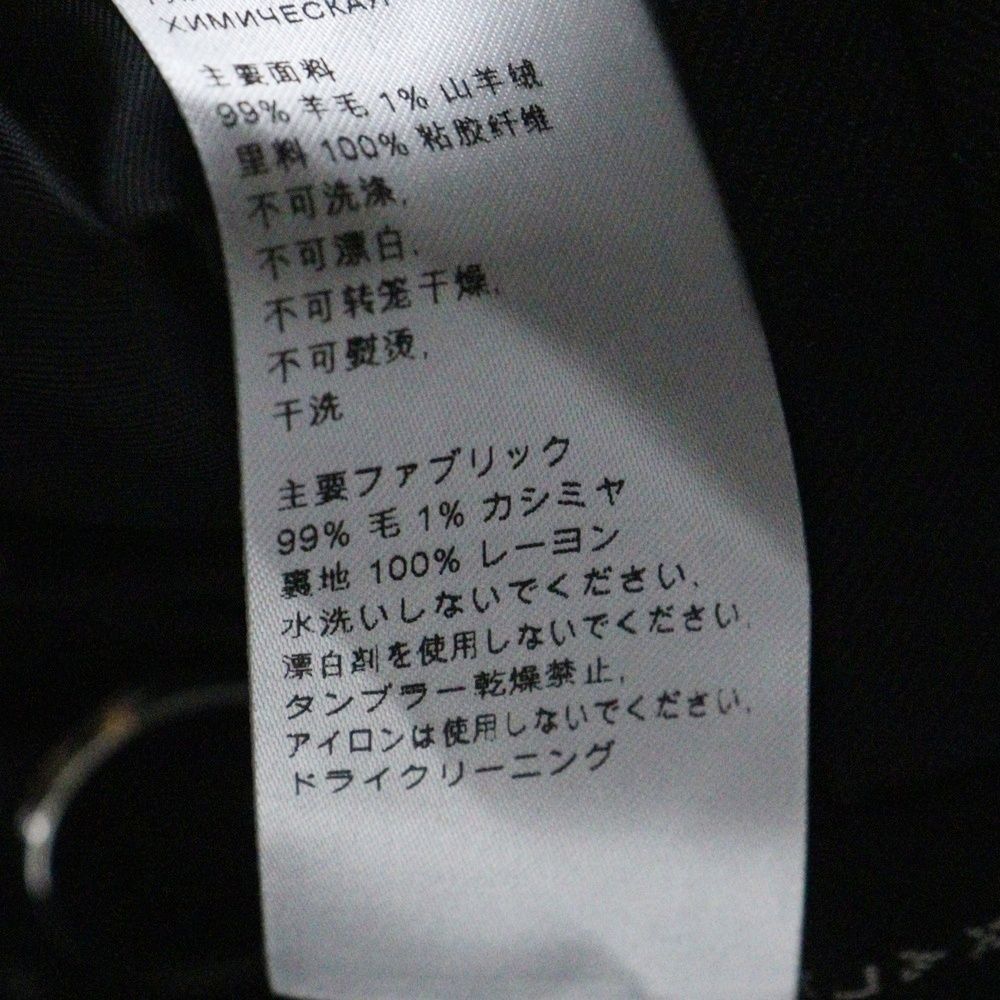 ХИМИЧЕСКАЯ
主要面料
99% 羊毛 1% 山羊绒
里料 100% 粘胶纤维
不可洗涤,
不可漂白,
不可转笼干燥,
不可熨烫,
干洗
主要ファブリック
99% 毛 1% カシミヤ
裏地 100% レーヨン
水洗いしないでください,
漂白剤を使用しないでください,
タンブラー乾燥禁止,
アイロンは使用しないでください,
ドライクリーニング